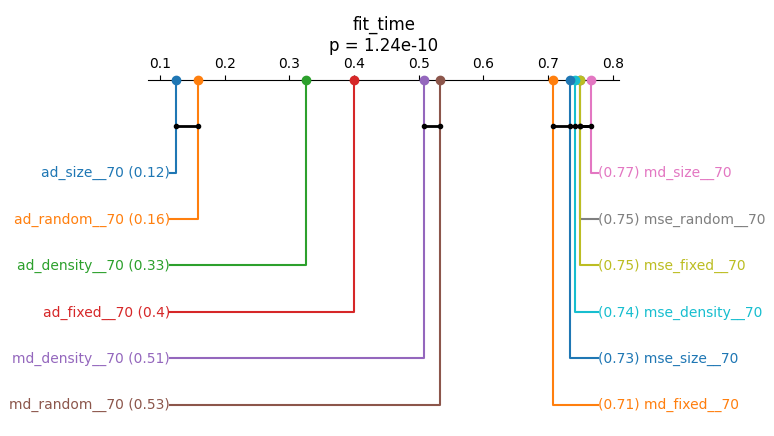 fit_time
p = 1.24e-10
0.1 0.2 0.3 0.4 0.5 0.6 0.7 0.8
ad_size__70 (0.12) (0.77) md_size__70
ad_random__70 (0.16) (0.75) mse_random__70
ad_density__70 (0.33) (0.75) mse_fixed__70
ad_fixed__70 (0.4) (0.74) mse_density__70
md_density__70 (0.51) (0.73) mse_size__70
md_random__70 (0.53) (0.71) md_fixed__70